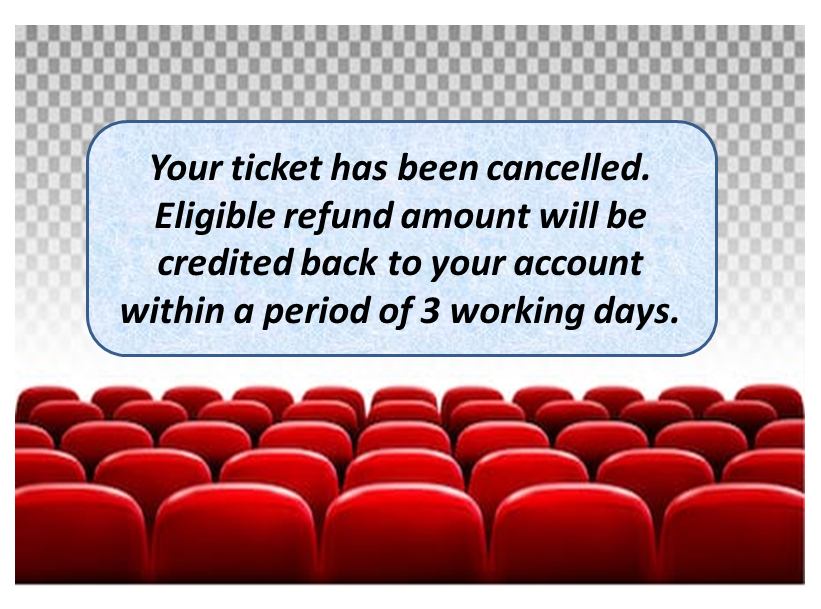 Your ticket has been cancelled.
Eligible refund amount will be
credited back to your account
within a period of 3 working days.